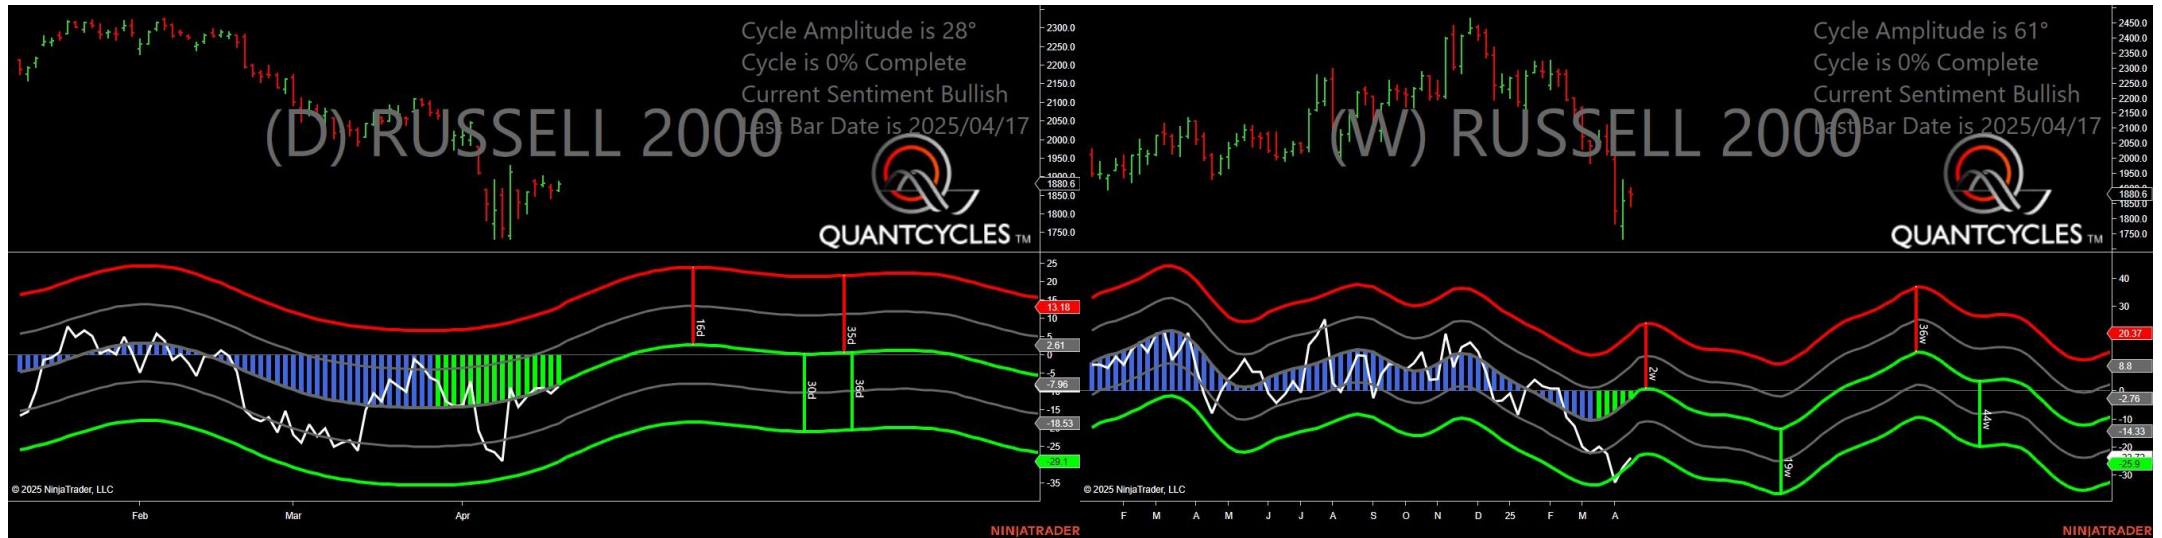 Cycle Amplitude is 28°
Cycle is 0% Complete
Current Sentiment Bullish
Last Bar Date is 2025/04/17
(D) RUSSELL 2000
QUANTCYCLES TM
2300.0
2250.0
2200.0
2150.0
2100.0
2050.0
2000.0
1950.0
1900.0
1880.6
1850.0
1800.0
1750.0
25
20
15
13.18
10
5
2.61
0
-5
-7.96
-15
-18.53
-25
-29.1
-35
16d
35d
30d
36d
© 2025 NinjaTrader, LLC
Feb
Mar
Apr
NINJATRADER
Cycle Amplitude is 61°
Cycle is 0% Complete
Current Sentiment Bullish
Last Bar Date is 2025/04/17
(W) RUSSELL 2000
QUANTCYCLES TM
2450.0
2400.0
2350.0
2300.0
2250.0
2200.0
2150.0
2100.0
2050.0
2000.0
1950.0
1880.6
1850.0
1800.0
1750.0
40
30
20.37
8.8
0
-2.76
-10
-14.33
-20
-25.9
-30
2w
36w
19w
44w
© 2025 NinjaTrader, LLC
F
M
A
M
J
J
A
S
O
N
D
25
F
M
A
NINJATRADER